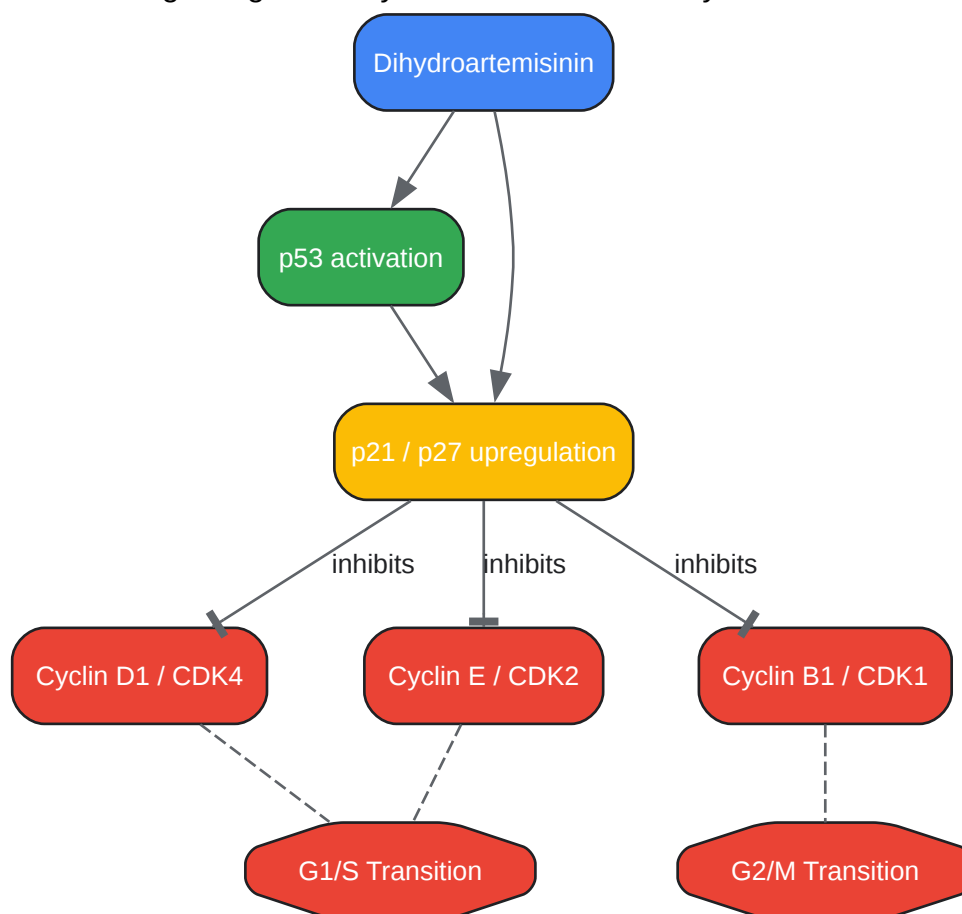 Dihydroartemisinin
p53 activation
p21 / p27 upregulation
inhibits
inhibits
inhibits
Cyclin D1 / CDK4
Cyclin E / CDK2
Cyclin B1 / CDK1
G1/S Transition
G2/M Transition